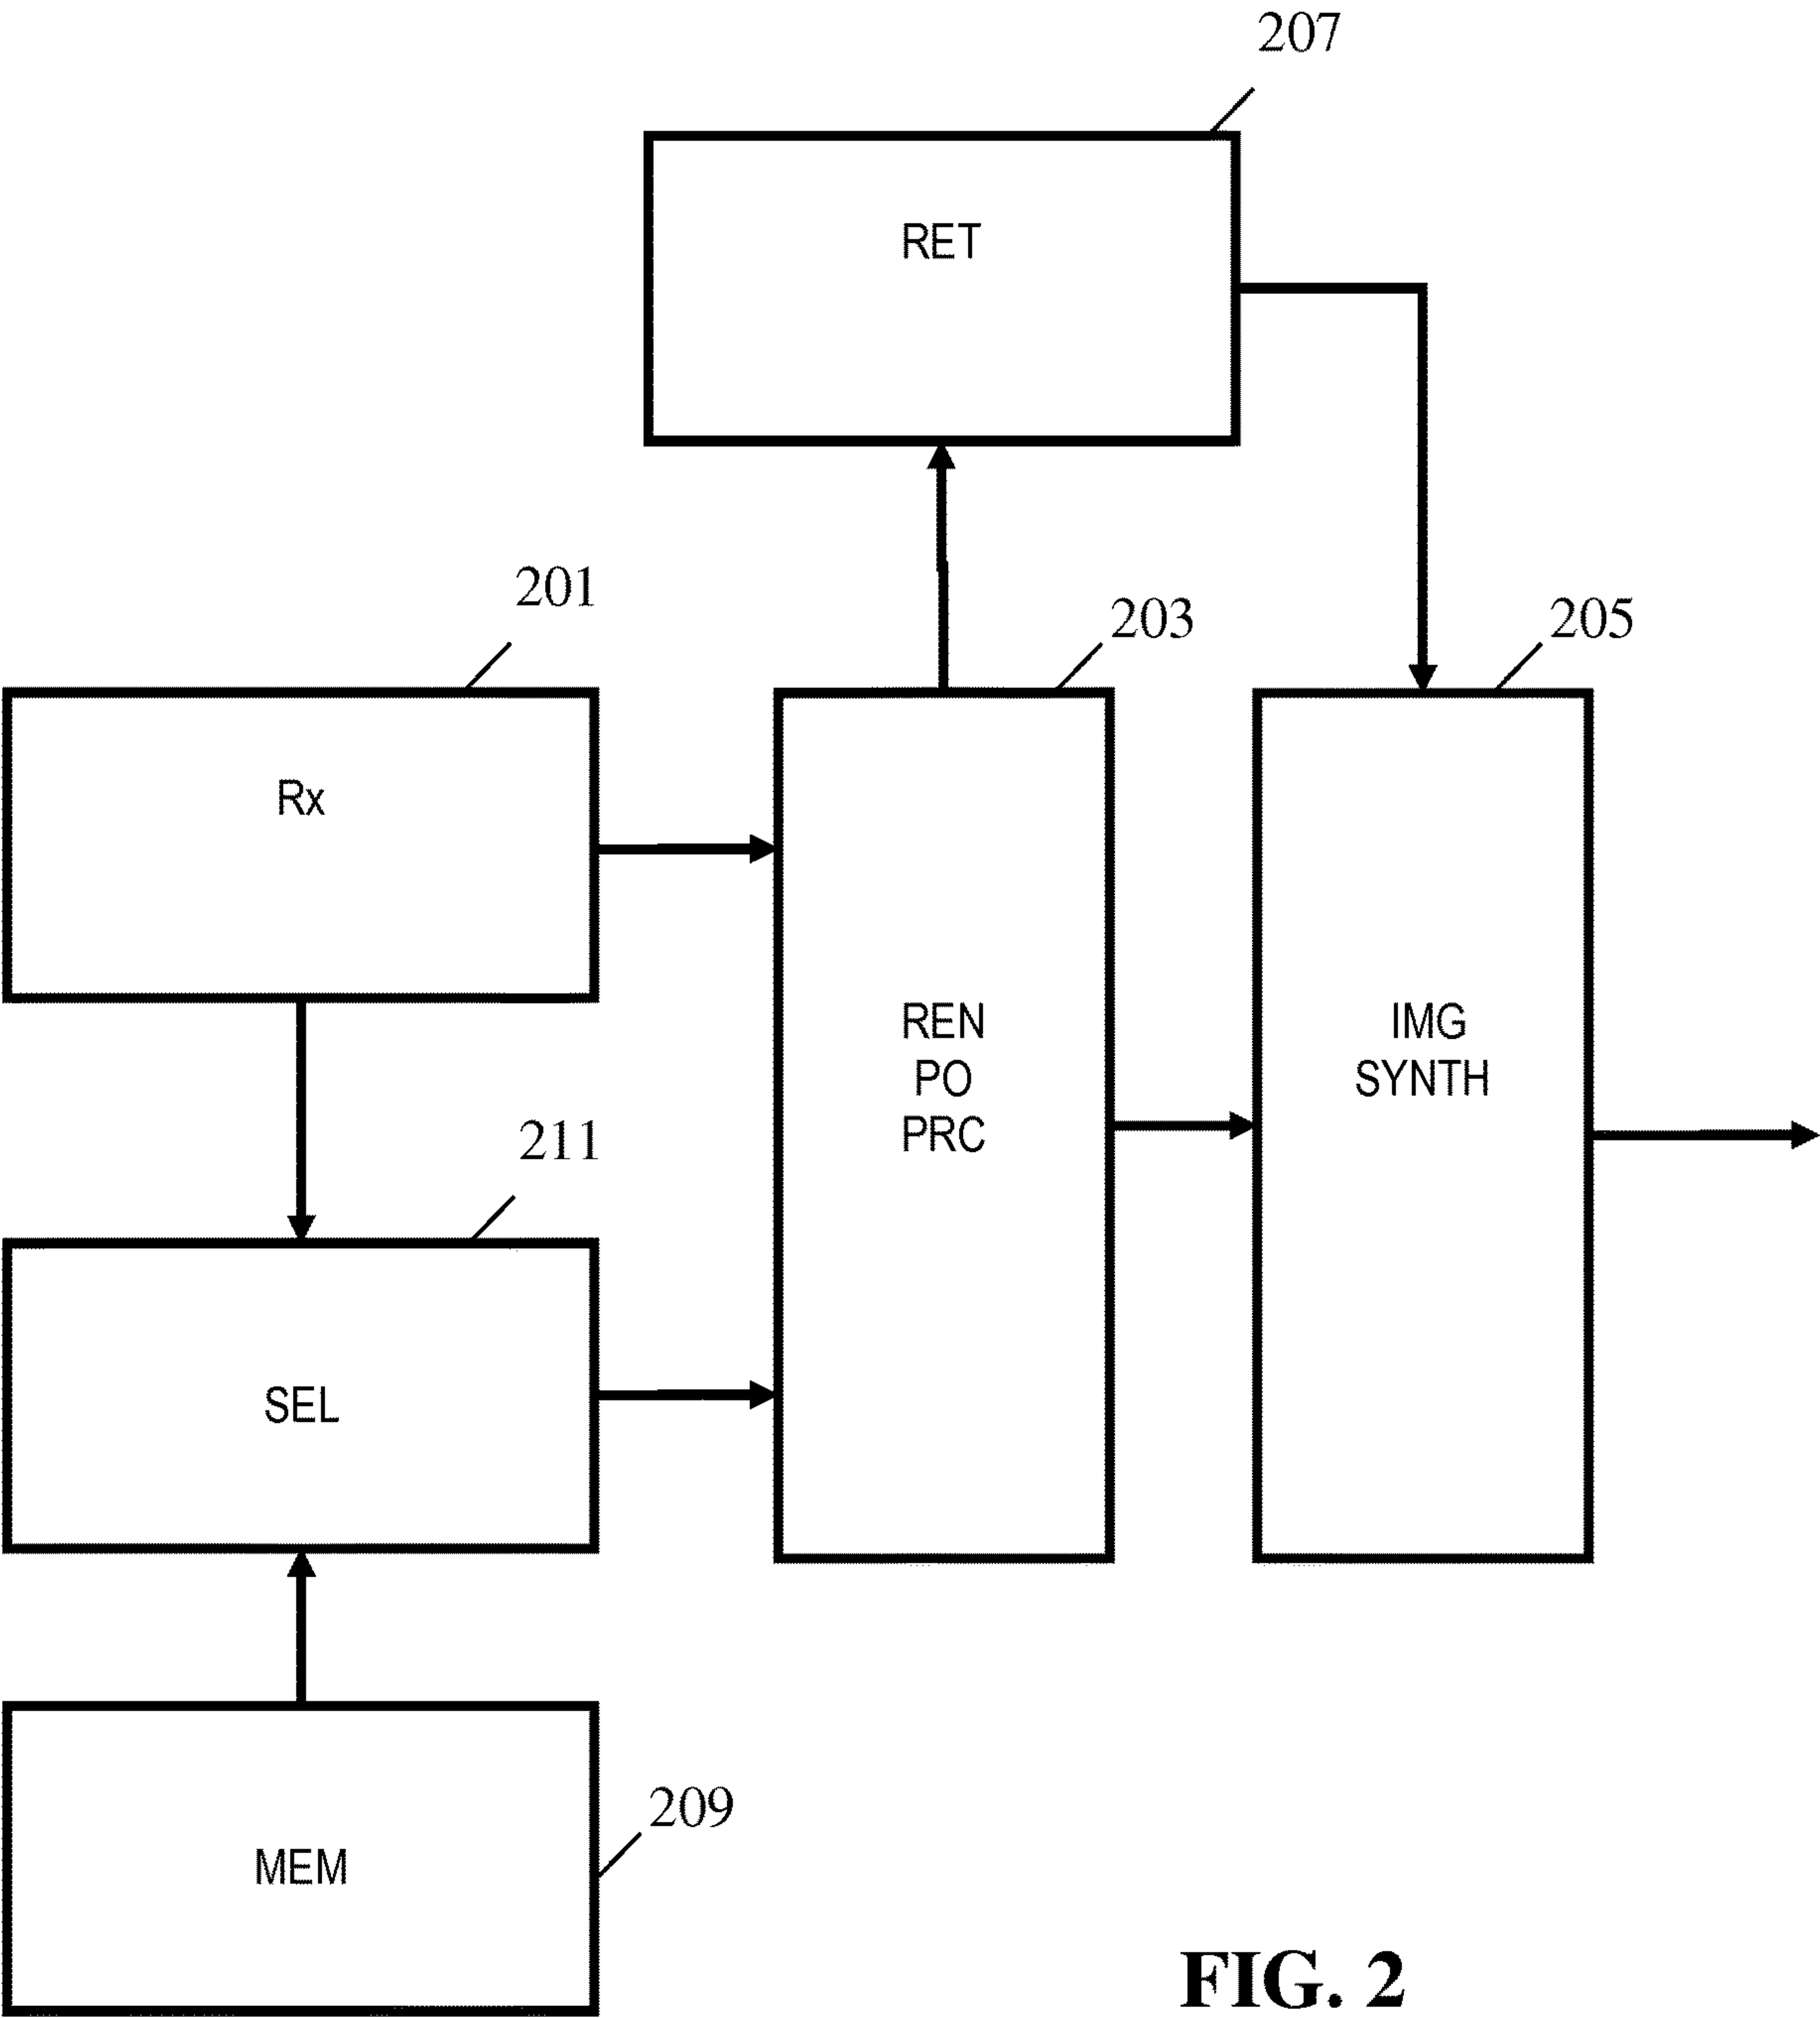 207
RET
201
203
205
Rx
REN
PO
PRC
IMG
SYNTH
211
SEL
209
MEM
FIG. 2